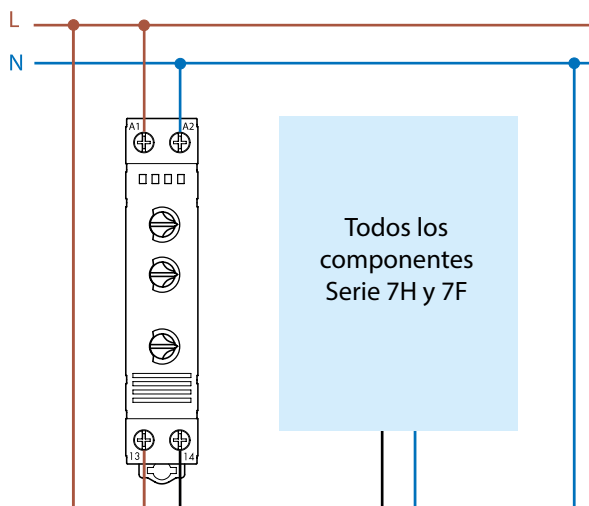 L
N
A1 A2
Todos los
componentes
Serie 7H y 7F
13 14